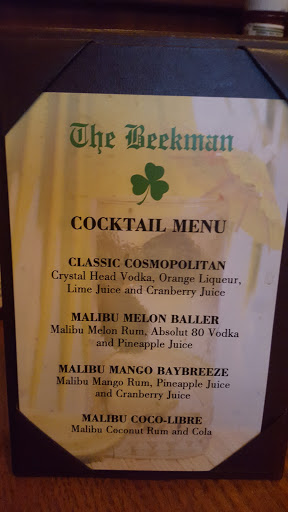 The Beekman
COCKTAIL MENU
CLASSIC COSMOPOLITAN
Crystal Head Vodka, Orange Liqueur,
Lime Juice and Cranberry Juice
MALIBU MELON BALLER
Malibu Melon Rum, Absolut 80 Vodka
and Pineapple Juice
MALIBU MANGO BAYBREEZE
Malibu Mango Rum, Pineapple Juice
and Cranberry Juice
MALIBU COCO-LIBRE
Malibu Coconut Rum and Cola